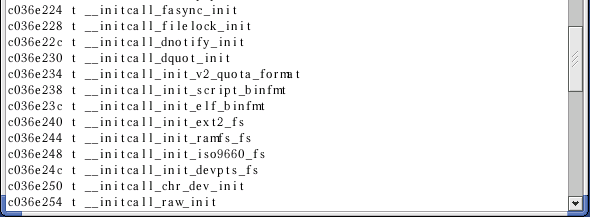 c036e224 t __initcall_fasync_init
c036e228 t __initcall_filelock_init
c036e22c t __initcall_dnotify_init
c036e230 t __initcall_dquot_init
c036e234 t __initcall_init_v2_quota_format
c036e238 t __initcall_init_script_binfmt
c036e23c t __initcall_init_elf_binfmt
c036e240 t __initcall_init_ext2_fs
c036e244 t __initcall_init_ramfs_fs
c036e248 t __initcall_init_iso9660_fs
c036e24c t __initcall_init_devpts_fs
c036e250 t __initcall_chr_dev_init
c036e254 t __initcall_raw_init